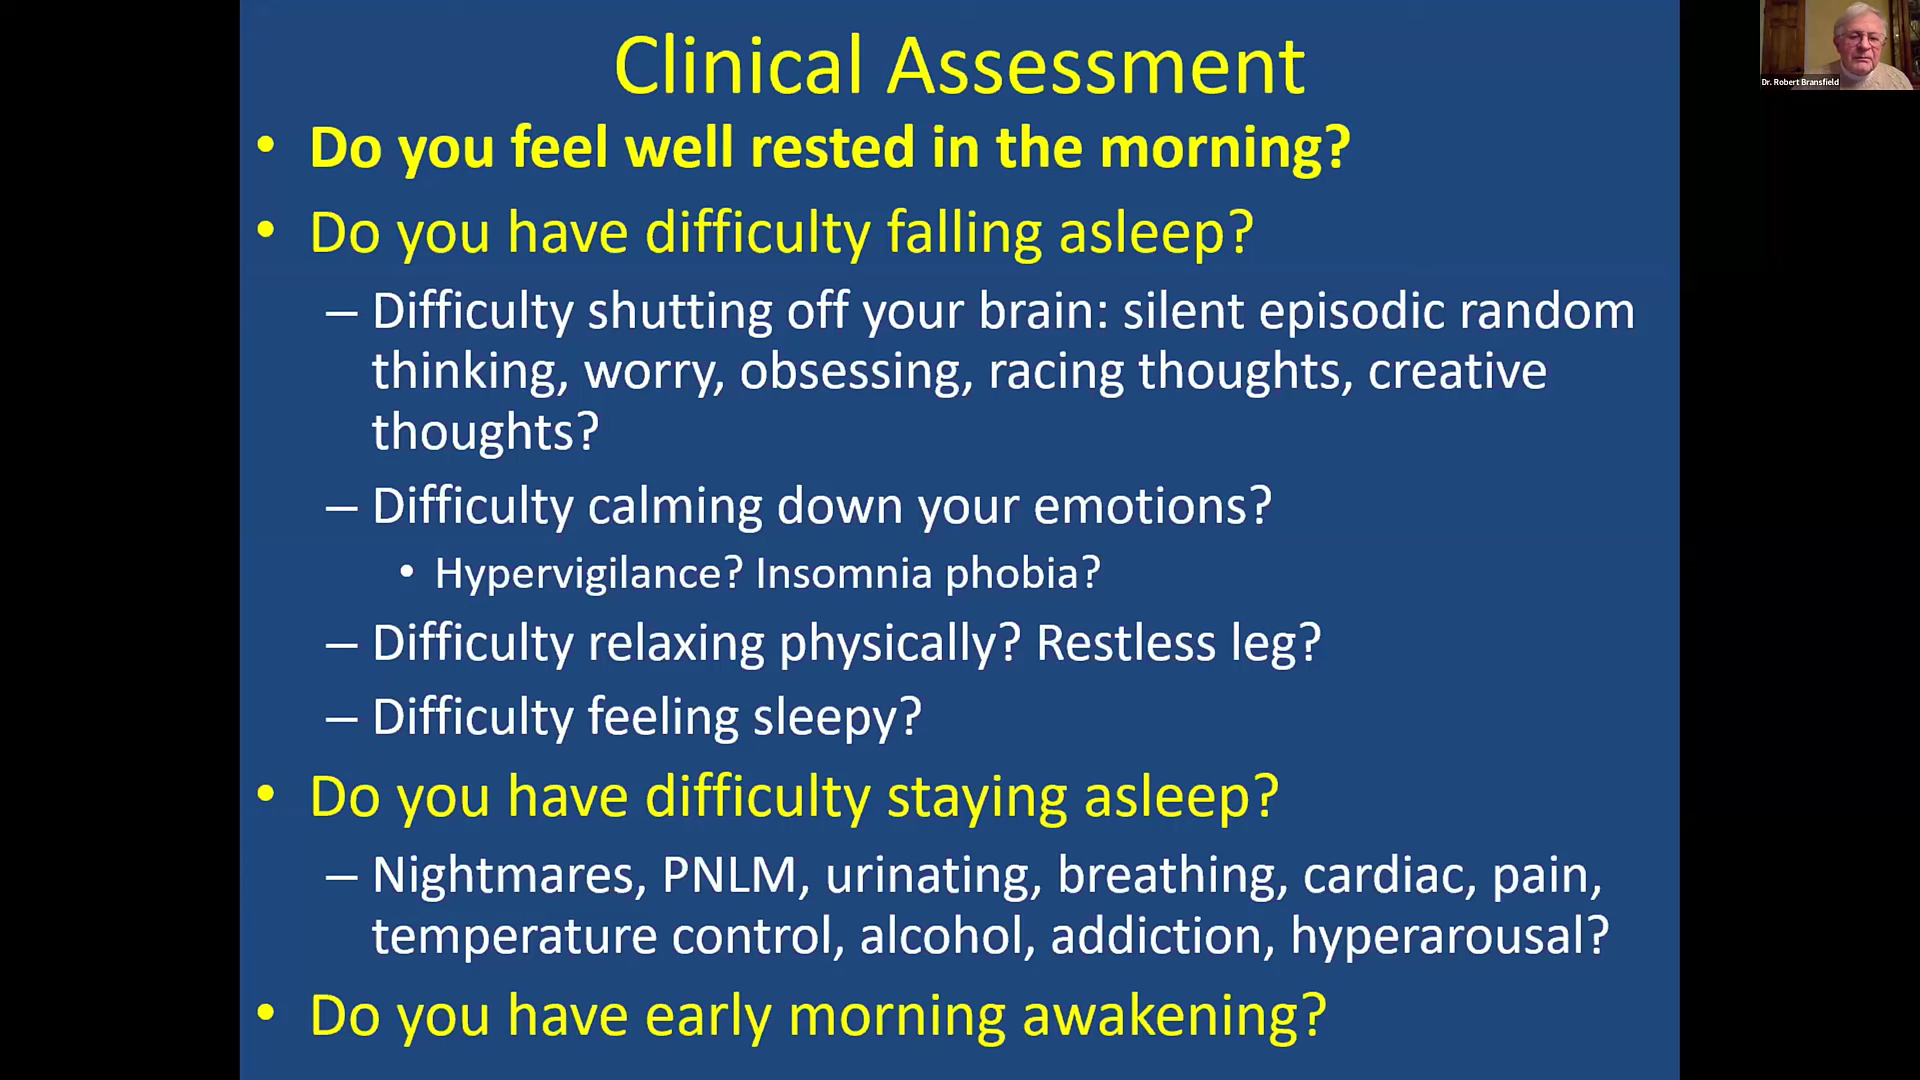 Clinical Assessment
Dr. Robert Bransfield
• Do you feel well rested in the morning?
• Do you have difficulty falling asleep?
– Difficulty shutting off your brain: silent episodic random
thinking, worry, obsessing, racing thoughts, creative
thoughts?
– Difficulty calming down your emotions?
• Hypervigilance? Insomnia phobia?
– Difficulty relaxing physically? Restless leg?
– Difficulty feeling sleepy?
• Do you have difficulty staying asleep?
– Nightmares, PNLM, urinating, breathing, cardiac, pain,
temperature control, alcohol, addiction, hyperarousal?
• Do you have early morning awakening?